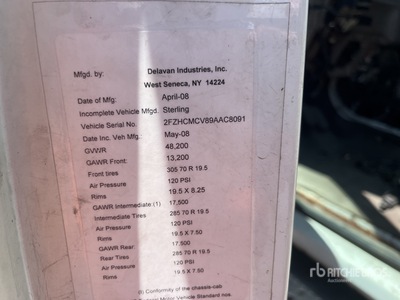 Mfgd. by: Delavan Industries, Inc.
West Seneca, NY 14224
Date of Mfg: April-08
Incomplete Vehicle Mfgd. Sterling
Vehicle Serial No. 2FZHCMCV89AAC8091
Date Inc. Veh Mfg.: May-08
GVWR 48,200
GAWR Front: 13,200
Front tires 305 70 R 19.5
Air Pressure 120 PSI
Rims 19.5 X 8.25
GAWR Intermediate:(1) 17,500
Intermediate Tires 285 70 R 19.5
Air Pressure 120 PSI
Rims 19.5 X 7.50
GAWR Rear: 17,500
Rear Tires 285 70 R 19.5
Air Pressure 120 PSI
Rims 19.5 X 7.50
(I) Conformity of the chassis-cab
Motor Vehicle Standard nos.
rb RITCHIE BROS